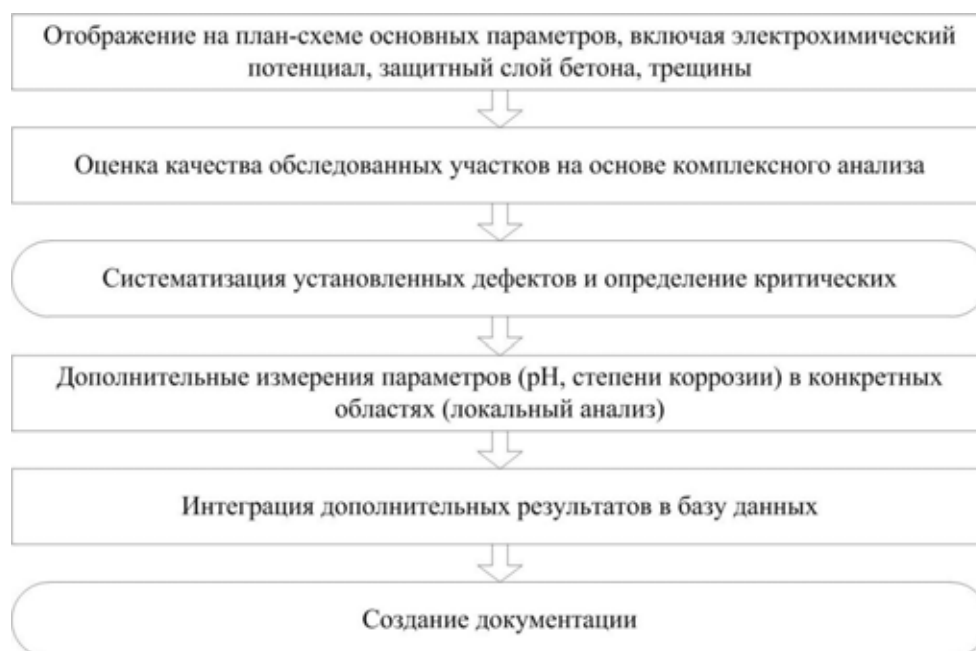 Отображение на план-схеме основных параметров, включая электрохимический
потенциал, защитный слой бетона, трещины
Оценка качества обследованных участков на основе комплексного анализа
Систематизация установленных дефектов и определение критических
Дополнительные измерения параметров (pH, степени коррозии) в конкретных
областях (локальный анализ)
Интеграция дополнительных результатов в базу данных
Создание документации